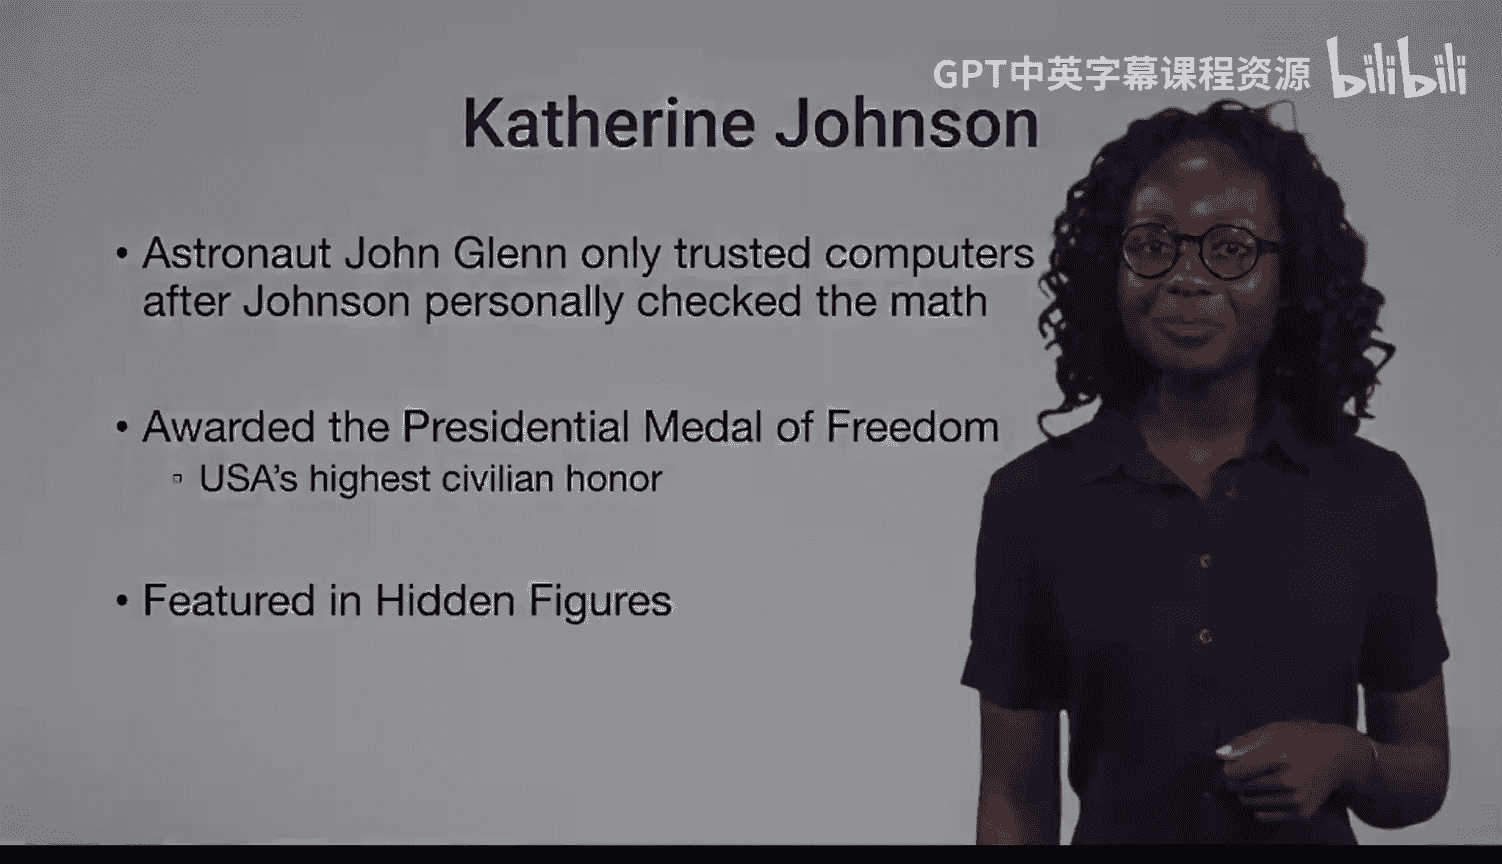 GPT中英字幕课程资源 bilibili
Katherine Johnson
• Astronaut John Glenn only trusted computers
after Johnson personally checked the math
• Awarded the Presidential Medal of Freedom
▫ USA's highest civilian honor
• Featured in Hidden Figures